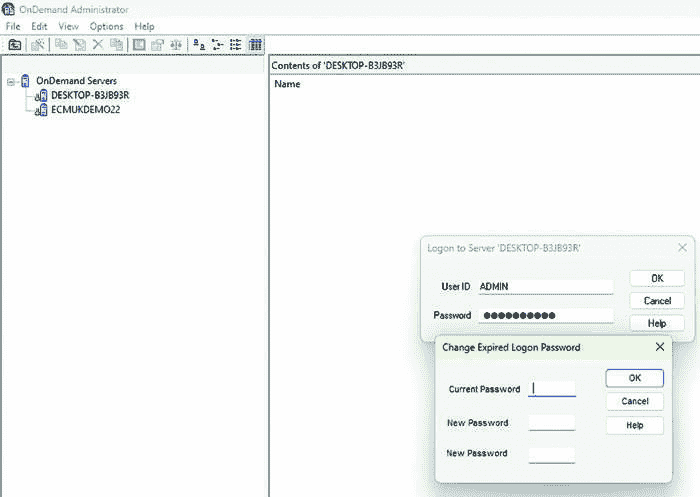 OnDemand Administrator
File Edit View Options Help
Contents of 'DESKTOP-B3JB93R'
Name
OnDemand Servers
DESKTOP-B3JB93R
ECMUKDEMO22
Logon to Server 'DESKTOP-B3JB93R'
User ID ADMIN
OK
Cancel
Password ●●●●●●●●●●
Help
Change Expired Logon Password
Current Password
OK
Cancel
New Password
Help
New Password